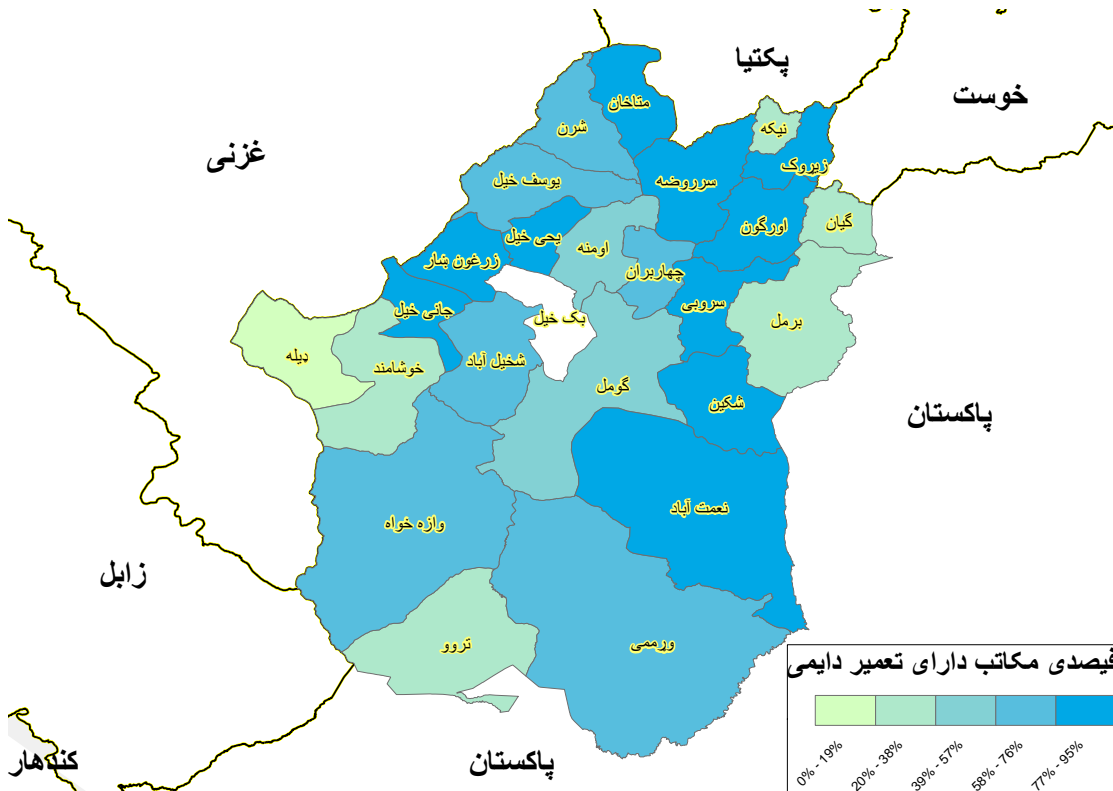 پکتیا
خوست
غزنی
متاخان
شرن
نیکه
زیروک
سرروضه
یوسف خیل
گیان
اورگون
یحی خیل
اومنه
زرغون ښار
چهاربران
جانی خیل
سروبی
بک خیل
برمل
دیله
خوشامند
شخیل آباد
گومل
شکین
پاکستان
نعمت آباد
وازه خواه
زابل
تروو
ورممی
فیصدی مکاتب دارای تعمیر دایمی
0% - 19%
20% - 38%
39% - 57%
58% - 76%
77% - 95%
کندهار
پاکستان